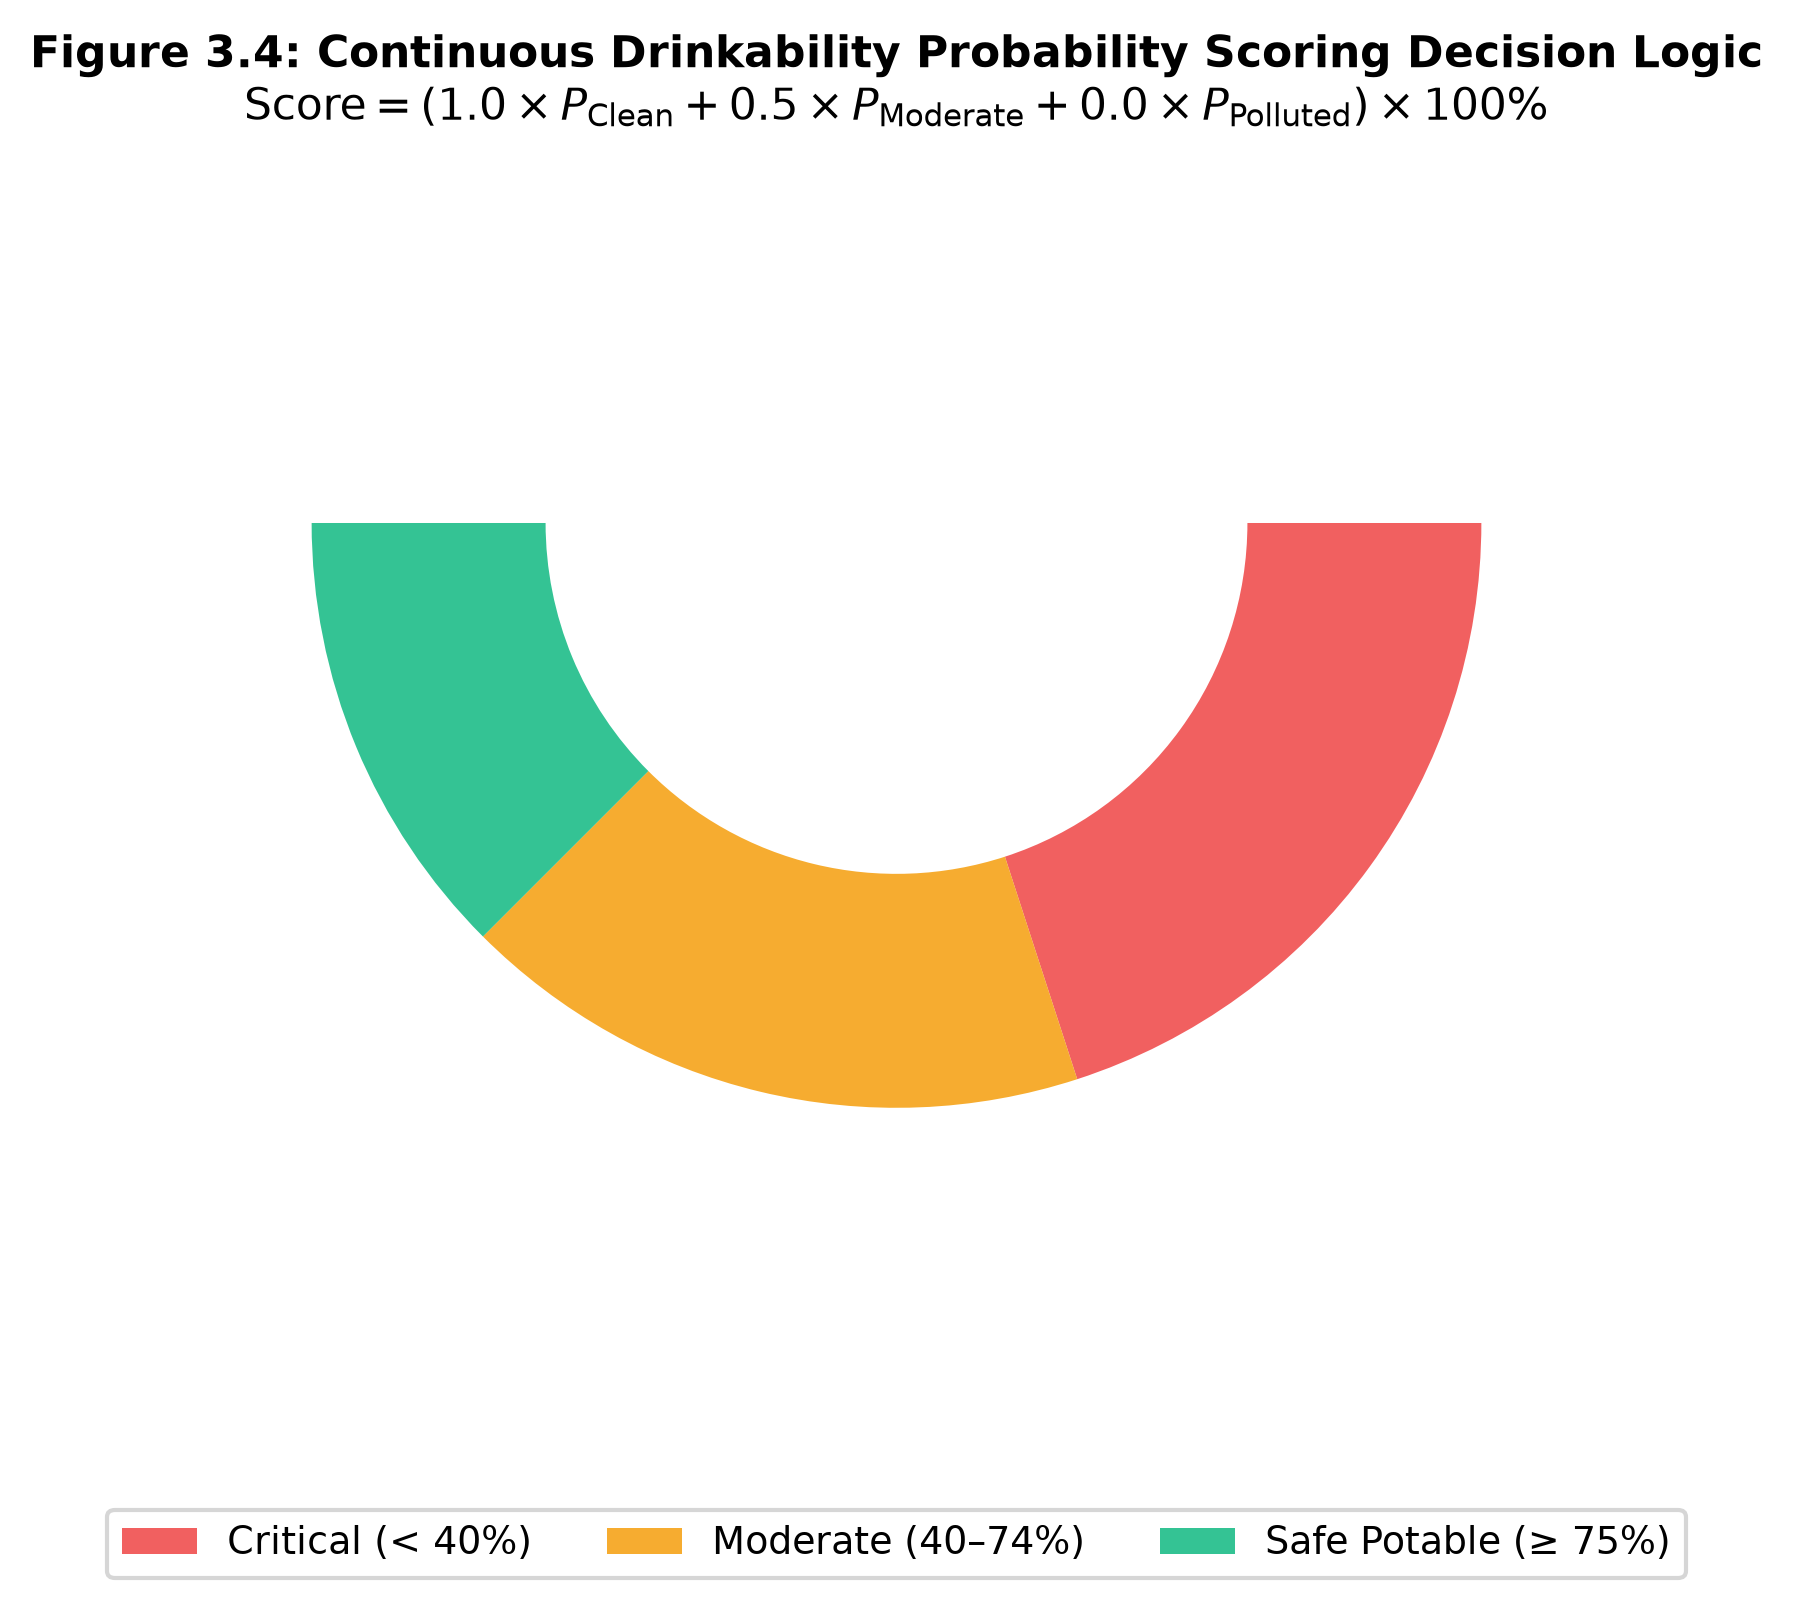 Figure 3.4: Continuous Drinkability Probability Scoring Decision Logic
Score = (1.0 × P_Clean + 0.5 × P_Moderate + 0.0 × P_Polluted) × 100%
Critical (< 40%) Moderate (40–74%) Safe Potable (≥ 75%)